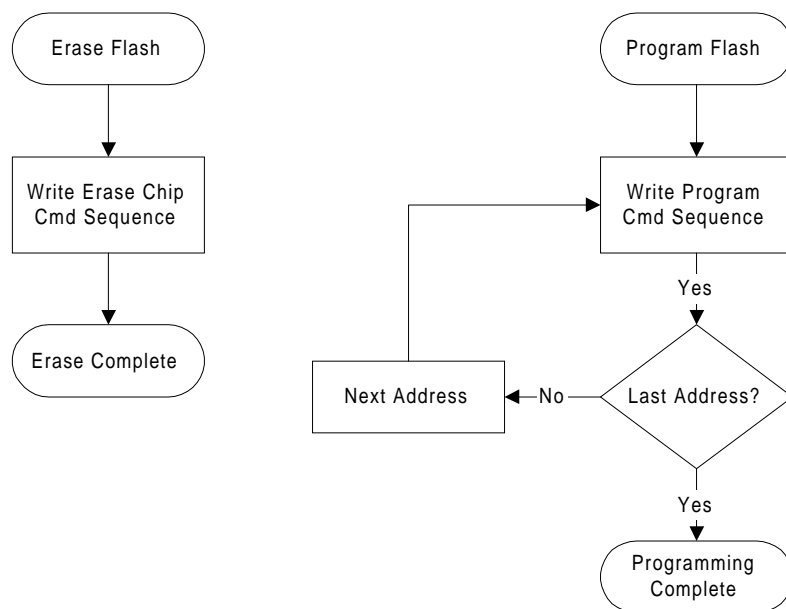 Erase Flash
Write Erase Chip
Cmd Sequence
Erase Complete
Program Flash
Write Program
Cmd Sequence
Yes
Last Address?
No
Next Address
Yes
Programming
Complete